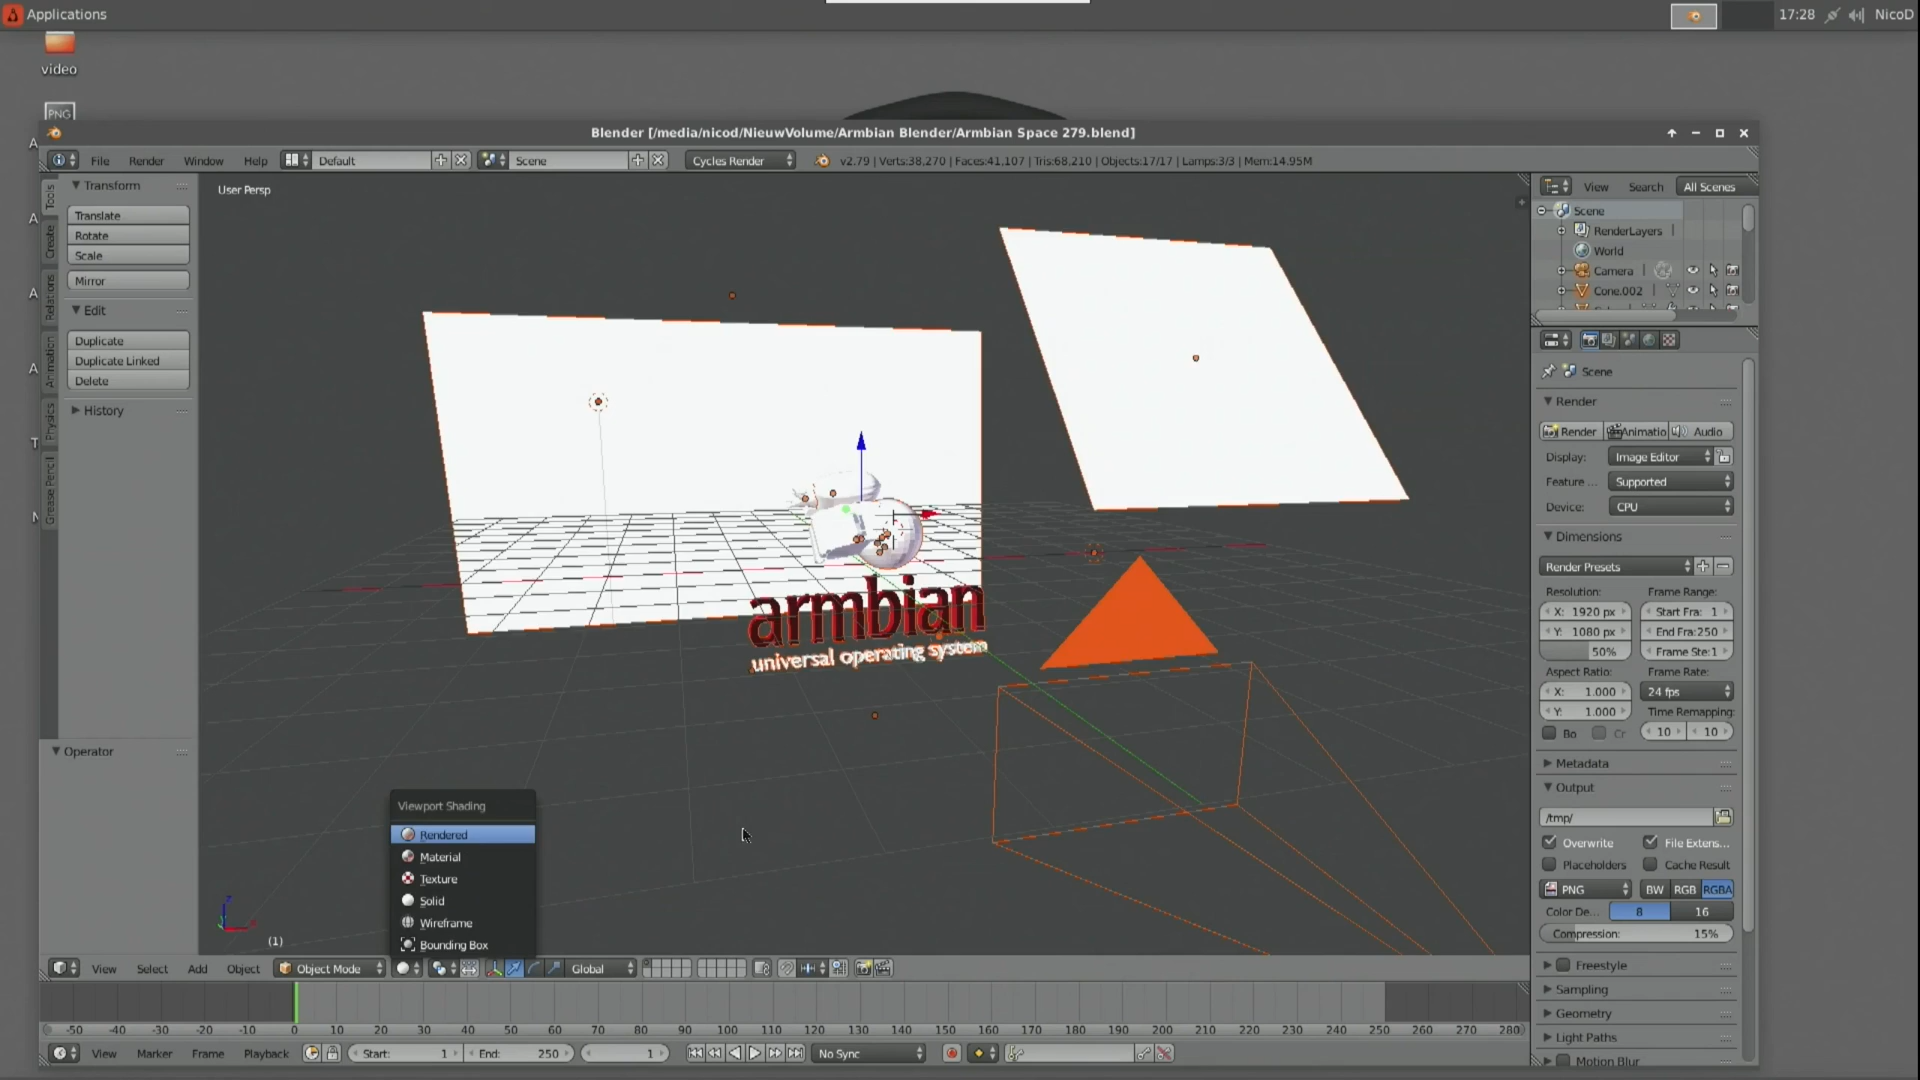 Applications
17:28
NicoD
video
PNG
A
A
A
A
T
Blender [/media/nicod/NieuwVolume/Armbian Blender/Armbian Space 279.blend]
File
Render
Window
Help
Default
Scene
Cycles Render
v2.79 | Verts:38,270 | Faces:41,107 | Tris:68,210 | Objects:17/17 | Lamps:3/3 | Mem:14.95M
Tools
Create
Relations
Animation
Physics
Grease Pencil
Transform
Translate
Rotate
Scale
Mirror
Edit
Duplicate
Duplicate Linked
Delete
History
Operator
User Persp
armbian
universal operating system
(1)
Viewport Shading
Rendered
Material
Texture
Solid
Wireframe
Bounding Box
View
Select
Add
Object
Object Mode
Global
-50 -40 -30 -20 -10 0 10 20 30 40 50 60 70 80 90 100 110 120 130 140 150 160 170 180 190 200 210 220 230 240 250 260 270 280
View
Marker
Frame
Playback
Start: 1
End: 250
1
No Sync
View
Search
All Scenes
Scene
RenderLayers
World
Camera
Cone.002
Scene
Render
Render
Animatio
Audio
Display:
Image Editor
Feature ...
Supported
Device:
CPU
Dimensions
Render Presets
Resolution:
Frame Range:
X: 1920 px
Start Fra: 1
Y: 1080 px
End Fra:250
50%
Frame Ste:1
Aspect Ratio:
Frame Rate:
X: 1.000
24 fps
Y: 1.000
Time Remapping:
Bo
Cr
10
10
Metadata
Output
/tmp/
Overwrite
File Extens...
Placeholders
Cache Result
PNG
BW
RGB
RGBA
Color De...
8
16
Compression: 15%
Freestyle
Sampling
Geometry
Light Paths
Motion Blur